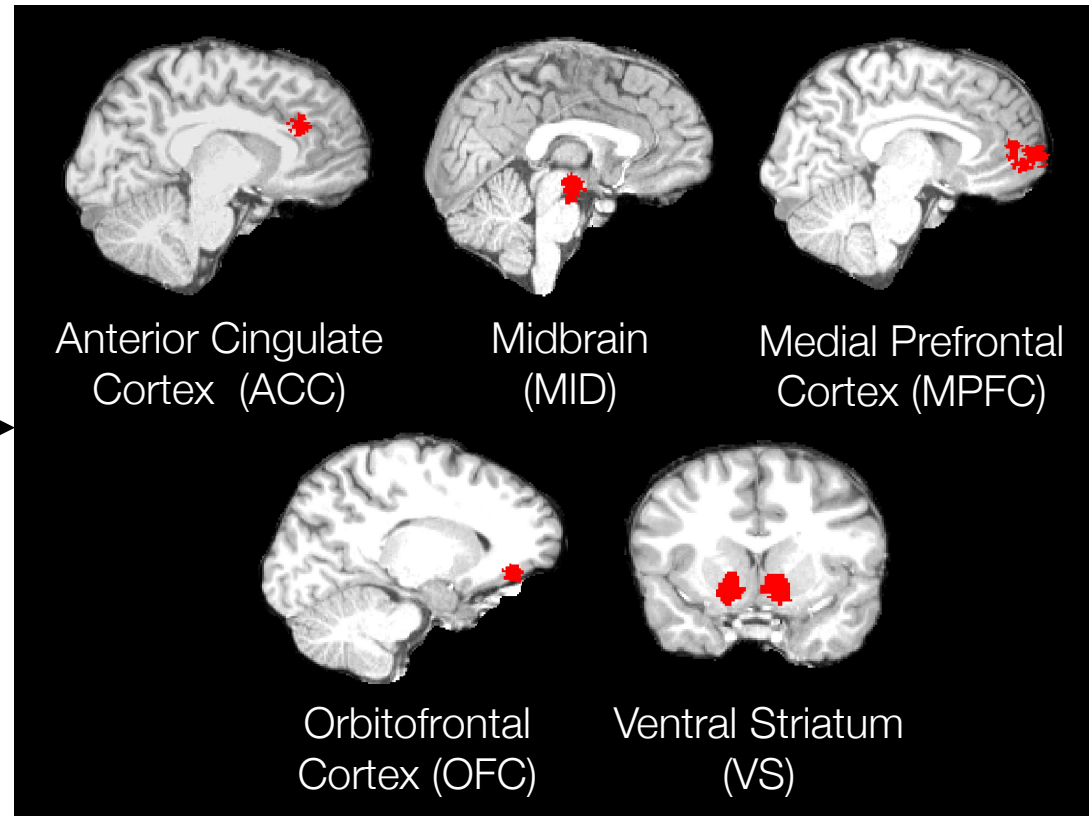 Anterior Cingulate
Cortex (ACC)
Midbrain
(MID)
Medial Prefrontal
Cortex (MPFC)
Orbitofrontal
Cortex (OFC)
Ventral Striatum
(VS)